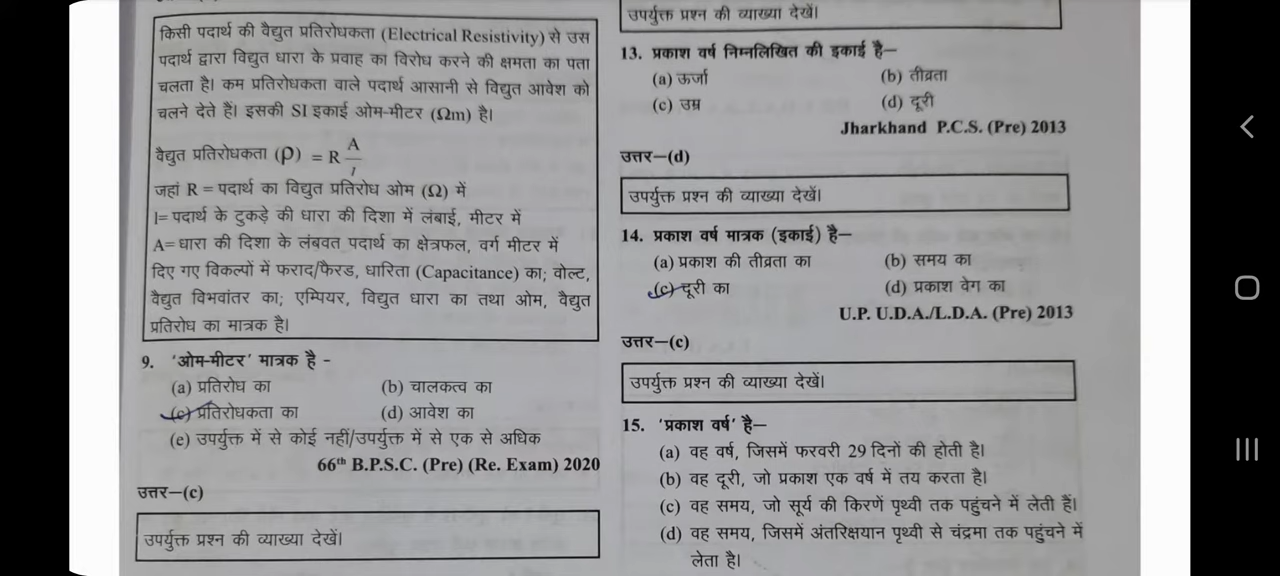 किसी पदार्थ की वैद्युत प्रतिरोधकता (Electrical Resistivity) से उस
पदार्थ द्वारा विद्युत धारा के प्रवाह का विरोध करने की क्षमता का पता
चलता है। कम प्रतिरोधकता वाले पदार्थ आसानी से विद्युत आवेश को
चलने देते हैं। इसकी SI इकाई ओम-मीटर (Ωm) है।
वैद्युत प्रतिरोधकता (ρ) = R A/l
जहां R = पदार्थ का विद्युत प्रतिरोध ओम (Ω) में
l= पदार्थ के टुकड़े की धारा की दिशा में लंबाई, मीटर में
A= धारा की दिशा के लंबवत पदार्थ का क्षेत्रफल, वर्ग मीटर में
दिए गए विकल्पों में फराद/फैरड, धारिता (Capacitance) का; वोल्ट,
वैद्युत विभवांतर का; एम्पियर, विद्युत धारा का तथा ओम, वैद्युत
प्रतिरोध का मात्रक है।
9. 'ओम-मीटर' मात्रक है -
(a) प्रतिरोध का (b) चालकत्व का
(c) प्रतिरोधकता का (d) आवेश का
(e) उपर्युक्त में से कोई नहीं/उपर्युक्त में से एक से अधिक
66th B.P.S.C. (Pre) (Re. Exam) 2020
उत्तर—(c)
उपर्युक्त प्रश्न की व्याख्या देखें।
उपर्युक्त प्रश्न की व्याख्या देखें।
13. प्रकाश वर्ष निम्नलिखित की इकाई है—
(a) ऊर्जा (b) तीव्रता
(c) उम्र (d) दूरी
Jharkhand P.C.S. (Pre) 2013
उत्तर—(d)
उपर्युक्त प्रश्न की व्याख्या देखें।
14. प्रकाश वर्ष मात्रक (इकाई) है—
(a) प्रकाश की तीव्रता का (b) समय का
(c) दूरी का (d) प्रकाश वेग का
U.P. U.D.A./L.D.A. (Pre) 2013
उत्तर—(c)
उपर्युक्त प्रश्न की व्याख्या देखें।
15. 'प्रकाश वर्ष' है—
(a) वह वर्ष, जिसमें फरवरी 29 दिनों की होती है।
(b) वह दूरी, जो प्रकाश एक वर्ष में तय करता है।
(c) वह समय, जो सूर्य की किरणें पृथ्वी तक पहुंचने में लेती हैं।
(d) वह समय, जिसमें अंतरिक्षयान पृथ्वी से चंद्रमा तक पहुंचने में
लेता है।